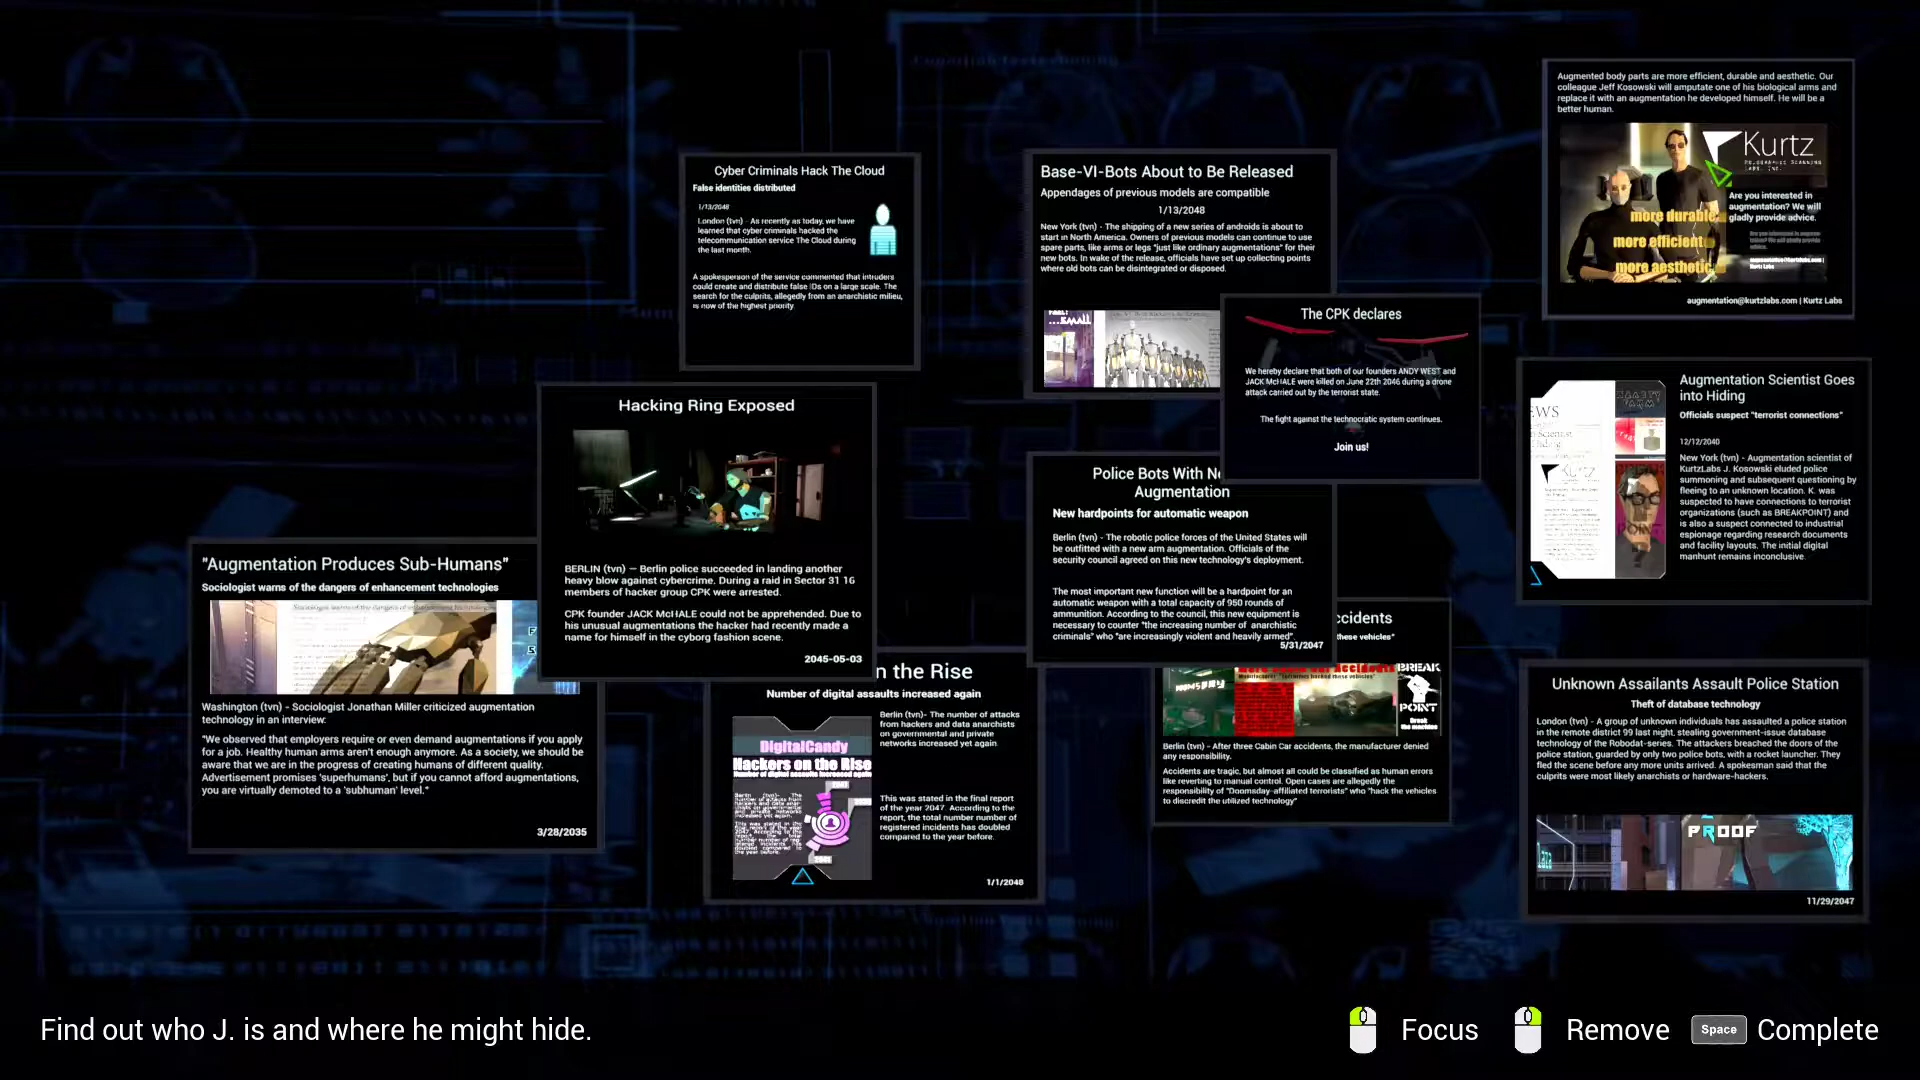 Augmented body parts are more efficient, durable and aesthetic. Our
colleague Jeff Kosowski will amputate one of his biological arms and
replace it with an augmentation he developed himself. He will be a
better human.
Kurtz
Are you interested in
augmentation? We will
gladly provide advice.
more durable
more efficient
more aesthetic
augmentation@kurtzlabs.com | Kurtz Labs
Cyber Criminals Hack The Cloud
False identities distributed
1/13/2048
London (tvn) - As recently as today, we have
learned that cyber criminals hacked the
telecommunication service The Cloud during
the last month.
A spokesperson of the service commented that intruders
could create and distribute false IDs on a large scale. The
search for the culprits, allegedly from an anarchistic milieu,
is now of the highest priority
Base-VI-Bots About to Be Released
Appendages of previous models are compatible
1/13/2048
New York (tvn) - The shipping of a new series of androids is about to
start in North America. Owners of previous models can continue to use
spare parts, like arms or legs "just like ordinary augmentations" for their
new bots. In wake of the release, officials have set up collecting points
where old bots can be disintegrated or disposed.
...SMALL
The CPK declares
We hereby declare that both of our founders ANDY WEST and
JACK McHALE were killed on June 22th 2046 during a drone
attack carried out by the terrorist state.
The fight against the technocratic system continues.
Join us!
Augmentation Scientist Goes
into Hiding
Officials suspect "terrorist connections"
12/12/2040
New York (tvn) - Augmentation scientist of
KurtzLabs J. Kosowski eluded police
summoning and subsequent questioning by
fleeing to an unknown location. K. was
suspected to have connections to terrorist
organizations (such as BREAKPOINT) and
is also a suspect connected to industrial
espionage regarding research documents
and facility layouts. The initial digital
manhunt remains inconclusive.
Hacking Ring Exposed
BERLIN (tvn) — Berlin police succeeded in landing another
heavy blow against cybercrime. During a raid in Sector 31 16
members of hacker group CPK were arrested.
CPK founder JACK McHALE could not be apprehended. Due to
his unusual augmentations the hacker had recently made a
name for himself in the cyborg fashion scene.
2045-05-03
Police Bots With Ne
Augmentation
New hardpoints for automatic weapon
Berlin (tvn) - The robotic police forces of the United States will
be outfitted with a new arm augmentation. Officials of the
security council agreed on this new technology's deployment.
The most important new function will be a hardpoint for an
automatic weapon with a total capacity of 950 rounds of
ammunition. According to the council, this new equipment is
necessary to counter "the increasing number of anarchistic
criminals" who "are increasingly violent and heavily armed".
5/31/2047
"Augmentation Produces Sub-Humans"
Sociologist warns of the dangers of enhancement technologies
Washington (tvn) - Sociologist Jonathan Miller criticized augmentation
technology in an interview:
"We observed that employers require or even demand augmentations if you apply
for a job. Healthy human arms aren't enough anymore. As a society, we should be
aware that we are in the progress of creating humans of different quality.
Advertisement promises 'superhumans', but if you cannot afford augmentations,
you are virtually demoted to a 'subhuman' level."
3/28/2035
n the Rise
Number of digital assaults increased again
DigitalCandy
Hackers on the Rise
Number of digital assaults increased again
Berlin (tvn)- The number of attacks
from hackers and data anarchists
on governmental and private
networks increased yet again
This was stated in the final report
of the year 2047. According to the
report, the total number number of
registered incidents has doubled
compared to the year before.
1/1/2048
ccidents
these vehicles"
BREAK
POINT
Break
the machine
Berlin (tvn) - After three Cabin Car accidents, the manufacturer denied
any responsibility.
Accidents are tragic, but almost all could be classified as human errors
like reverting to manual control. Open cases are allegedly the
responsibility of "Doomsday-affiliated terrorists" who "hack the vehicles
to discredit the utilized technology"
Unknown Assailants Assault Police Station
Theft of database technology
London (tvn) - A group of unknown individuals has assaulted a police station
in the remote district 99 last night, stealing government-issue database
technology of the Robodat-series. The attackers breached the doors of the
police station, guarded by only two police bots, with a rocket launcher. They
fled the scene before any more units arrived. A spokesman said that the
culprits were most likely anarchists or hardware-hackers.
PROOF
11/29/2047
Find out who J. is and where he might hide.
Focus
Remove
Space
Complete